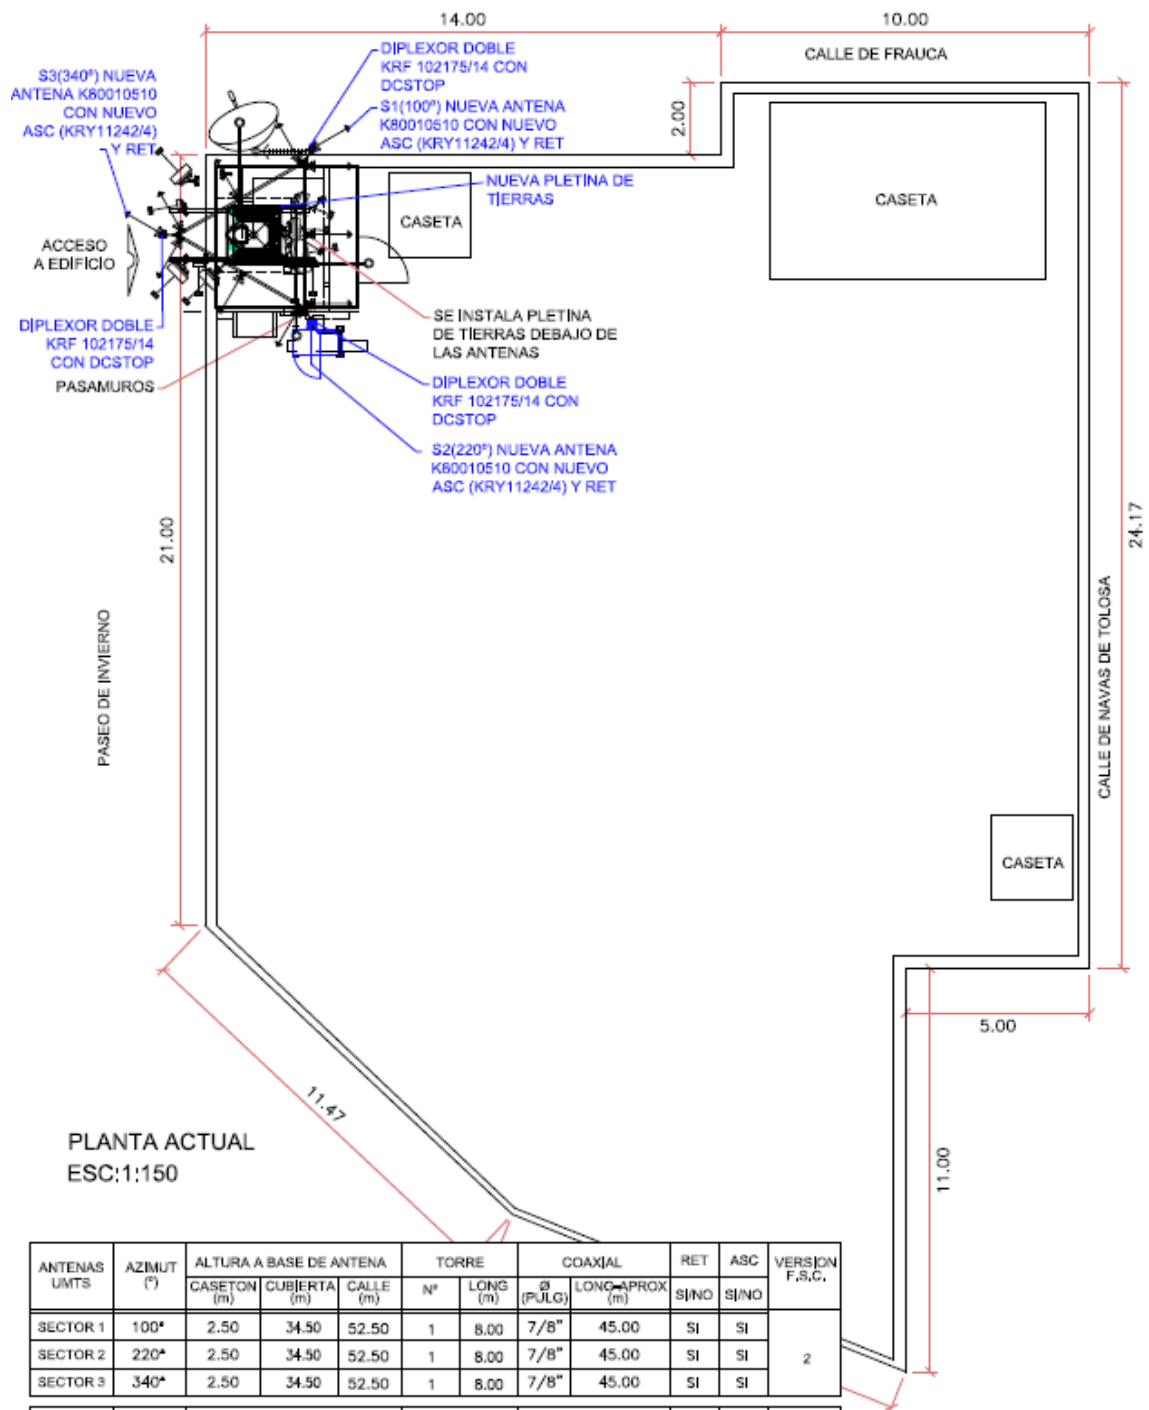 14.00
10.00
CALLE DE FRAUCA
DIPLEXOR DOBLE
KRF 102175/14 CON
DCSTOP
S3(340º) NUEVA
ANTENA K80010510
CON NUEVO
ASC (KRY11242/4)
Y RET
S1(100º) NUEVA ANTENA
K80010510 CON NUEVO
ASC (KRY11242/4) Y RET
2.00
NUEVA PLETINA DE
TIERRAS
CASETA
CASETA
ACCESO
A EDIFICIO
DIPLEXOR DOBLE
KRF 102175/14
CON DCSTOP
PASAMUROS
SE INSTALA PLETINA
DE TIERRAS DEBAJO DE
LAS ANTENAS
DIPLEXOR DOBLE
KRF 102175/14 CON
DCSTOP
S2(220º) NUEVA ANTENA
K80010510 CON NUEVO
ASC (KRY11242/4) Y RET
21.00
24.17
PASEO DE INVIERNO
CALLE DE NAVAS DE TOLOSA
CASETA
5.00
11.47
11.00
PLANTA ACTUAL
ESC:1:150
ANTENAS UMTS AZIMUT (º) ALTURA A BASE DE ANTENA TORRE COAXIAL RET ASC VERSION F.S.C.
CASETON (m) CUBIERTA (m) CALLE (m) Nº LONG (m) Ø (PULG) LONG-APROX (m) SI/NO SI/NO
SECTOR 1 100º 2.50 34.50 52.50 1 8.00 7/8" 45.00 SI SI
SECTOR 2 220º 2.50 34.50 52.50 1 8.00 7/8" 45.00 SI SI 2
SECTOR 3 340º 2.50 34.50 52.50 1 8.00 7/8" 45.00 SI SI